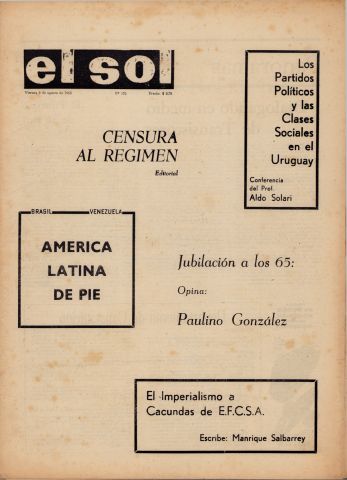 el sol
Censura
al Regimen
Editorial
Los
Partidos
Políticos
y las
Clases
Sociales
en el
Uruguay
Conferencia
del Prof.
Aldo Solari
BRASIL VENEZUELA
AMERICA
LATINA
DE PIE
Jubilación a los 65:
Opina:
Paulino González
El Imperialismo a
Cacundas de E.F.C.S.A.
Escribe: Manrique Salbarrey